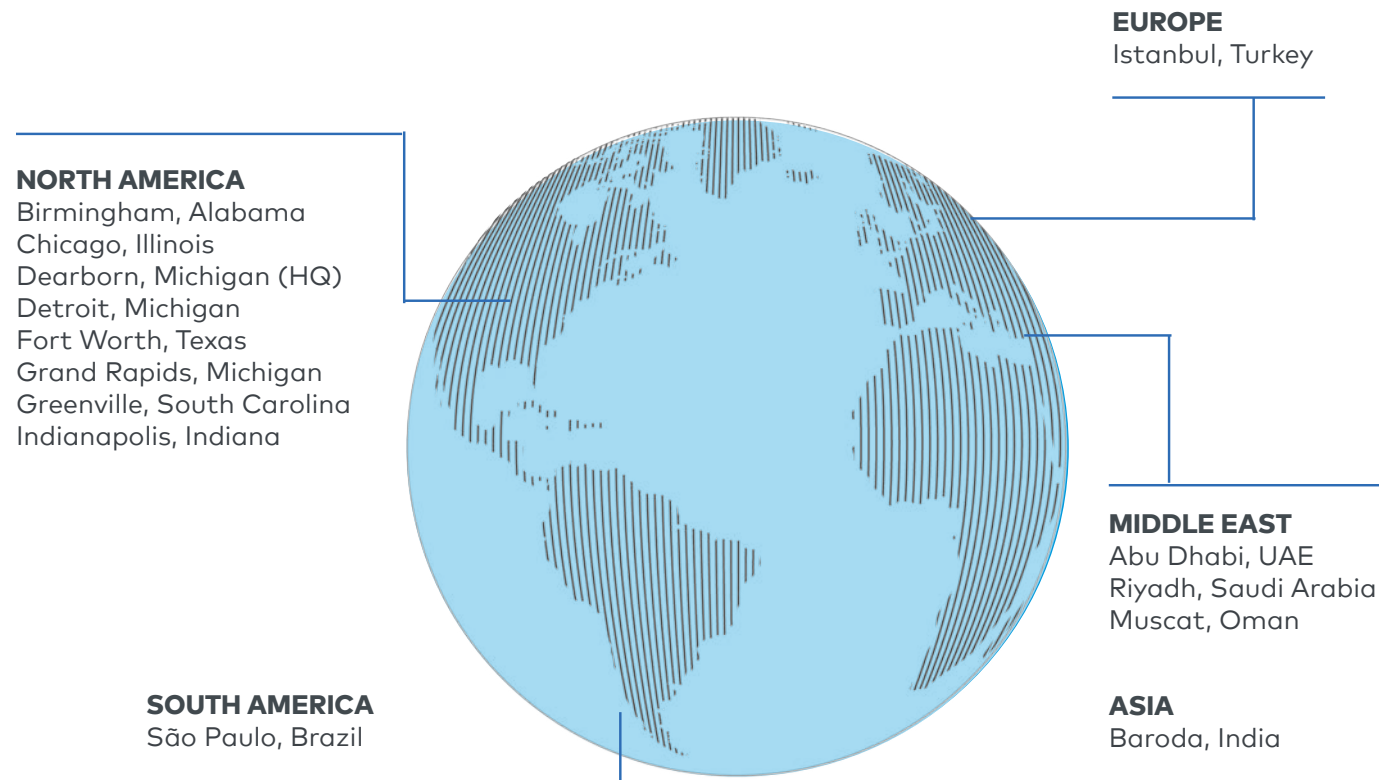 EUROPE
Istanbul, Turkey
NORTH AMERICA
Birmingham, Alabama
Chicago, Illinois
Dearborn, Michigan (HQ)
Detroit, Michigan
Fort Worth, Texas
Grand Rapids, Michigan
Greenville, South Carolina
Indianapolis, Indiana
MIDDLE EAST
Abu Dhabi, UAE
Riyadh, Saudi Arabia
Muscat, Oman
SOUTH AMERICA
São Paulo, Brazil
ASIA
Baroda, India